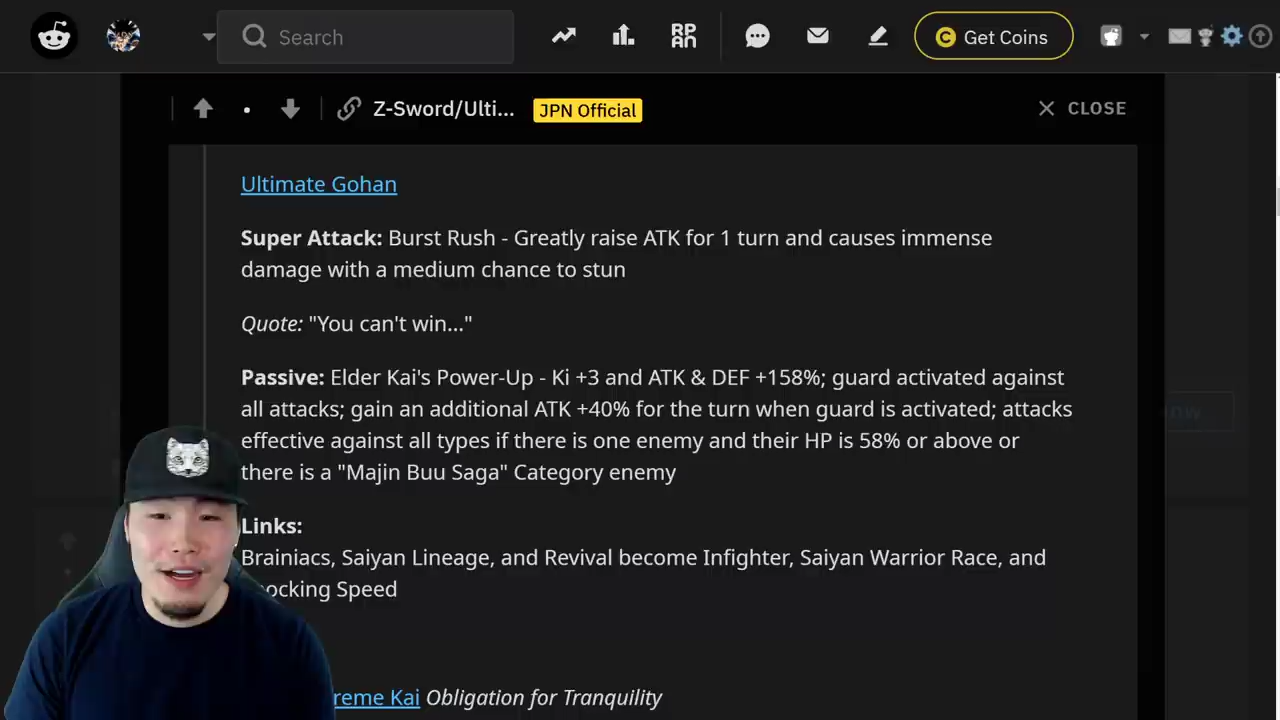 Search
RP
AN
Get Coins
Z-Sword/Ulti...
JPN Official
CLOSE
Ultimate Gohan
Super Attack: Burst Rush - Greatly raise ATK for 1 turn and causes immense
damage with a medium chance to stun
Quote: "You can't win..."
Passive: Elder Kai's Power-Up - Ki +3 and ATK & DEF +158%; guard activated against
all attacks; gain an additional ATK +40% for the turn when guard is activated; attacks
effective against all types if there is one enemy and their HP is 58% or above or
there is a "Majin Buu Saga" Category enemy
Links:
Brainiacs, Saiyan Lineage, and Revival become Infighter, Saiyan Warrior Race, and
Speed
Kai Obligation for Tranquility